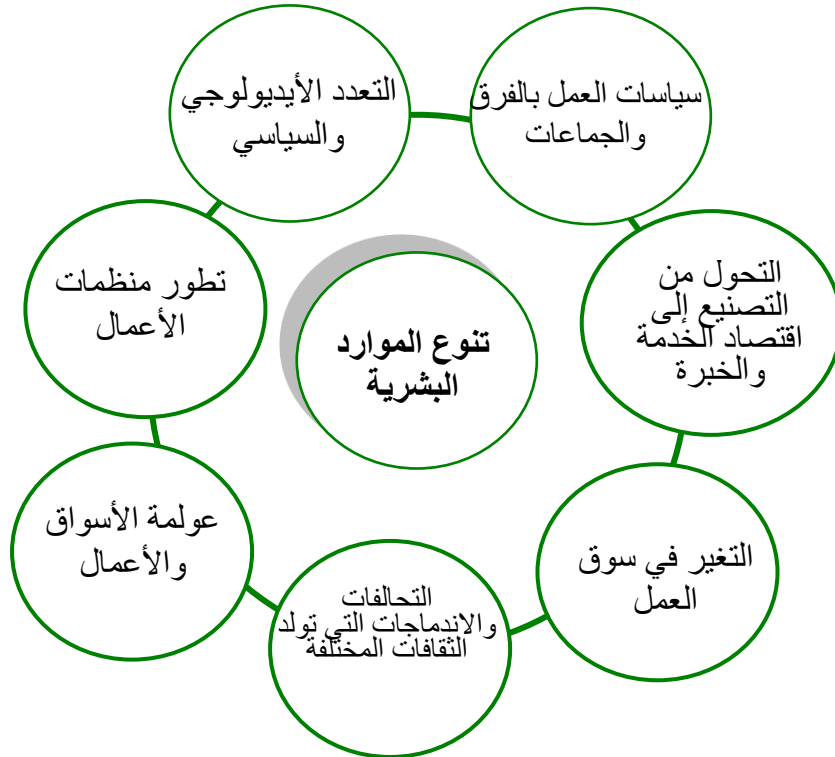 سياسات العمل بالفرق
والجماعات
التحول من
التصنيع إلى
اقتصاد الخدمة
والخبرة
التغير في سوق
العمل
التحالفات
والاندماجات التي تولد
الثقافات المختلفة
عولمة الأسواق
والأعمال
تطور منظمات
الأعمال
التعدد الأيديولوجي
والسياسي
تنوع الموارد
البشرية